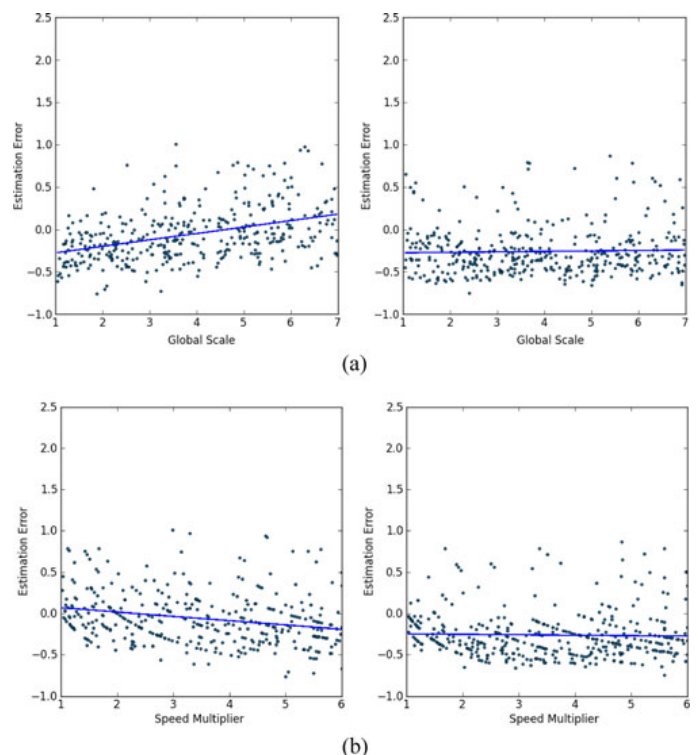 2.5 2.5
2.0 2.0
1.5 1.5
1.0 1.0
0.5 0.5
0.0 0.0
−0.5 −0.5
−1.0 −1.0
Estimation Error Estimation Error
1 2 3 4 5 6 7 1 2 3 4 5 6 7
Global Scale Global Scale
(a)
2.5 2.5
2.0 2.0
1.5 1.5
1.0 1.0
0.5 0.5
0.0 0.0
−0.5 −0.5
−1.0 −1.0
Estimation Error Estimation Error
1 2 3 4 5 6 1 2 3 4 5 6
Speed Multiplier Speed Multiplier
(b)